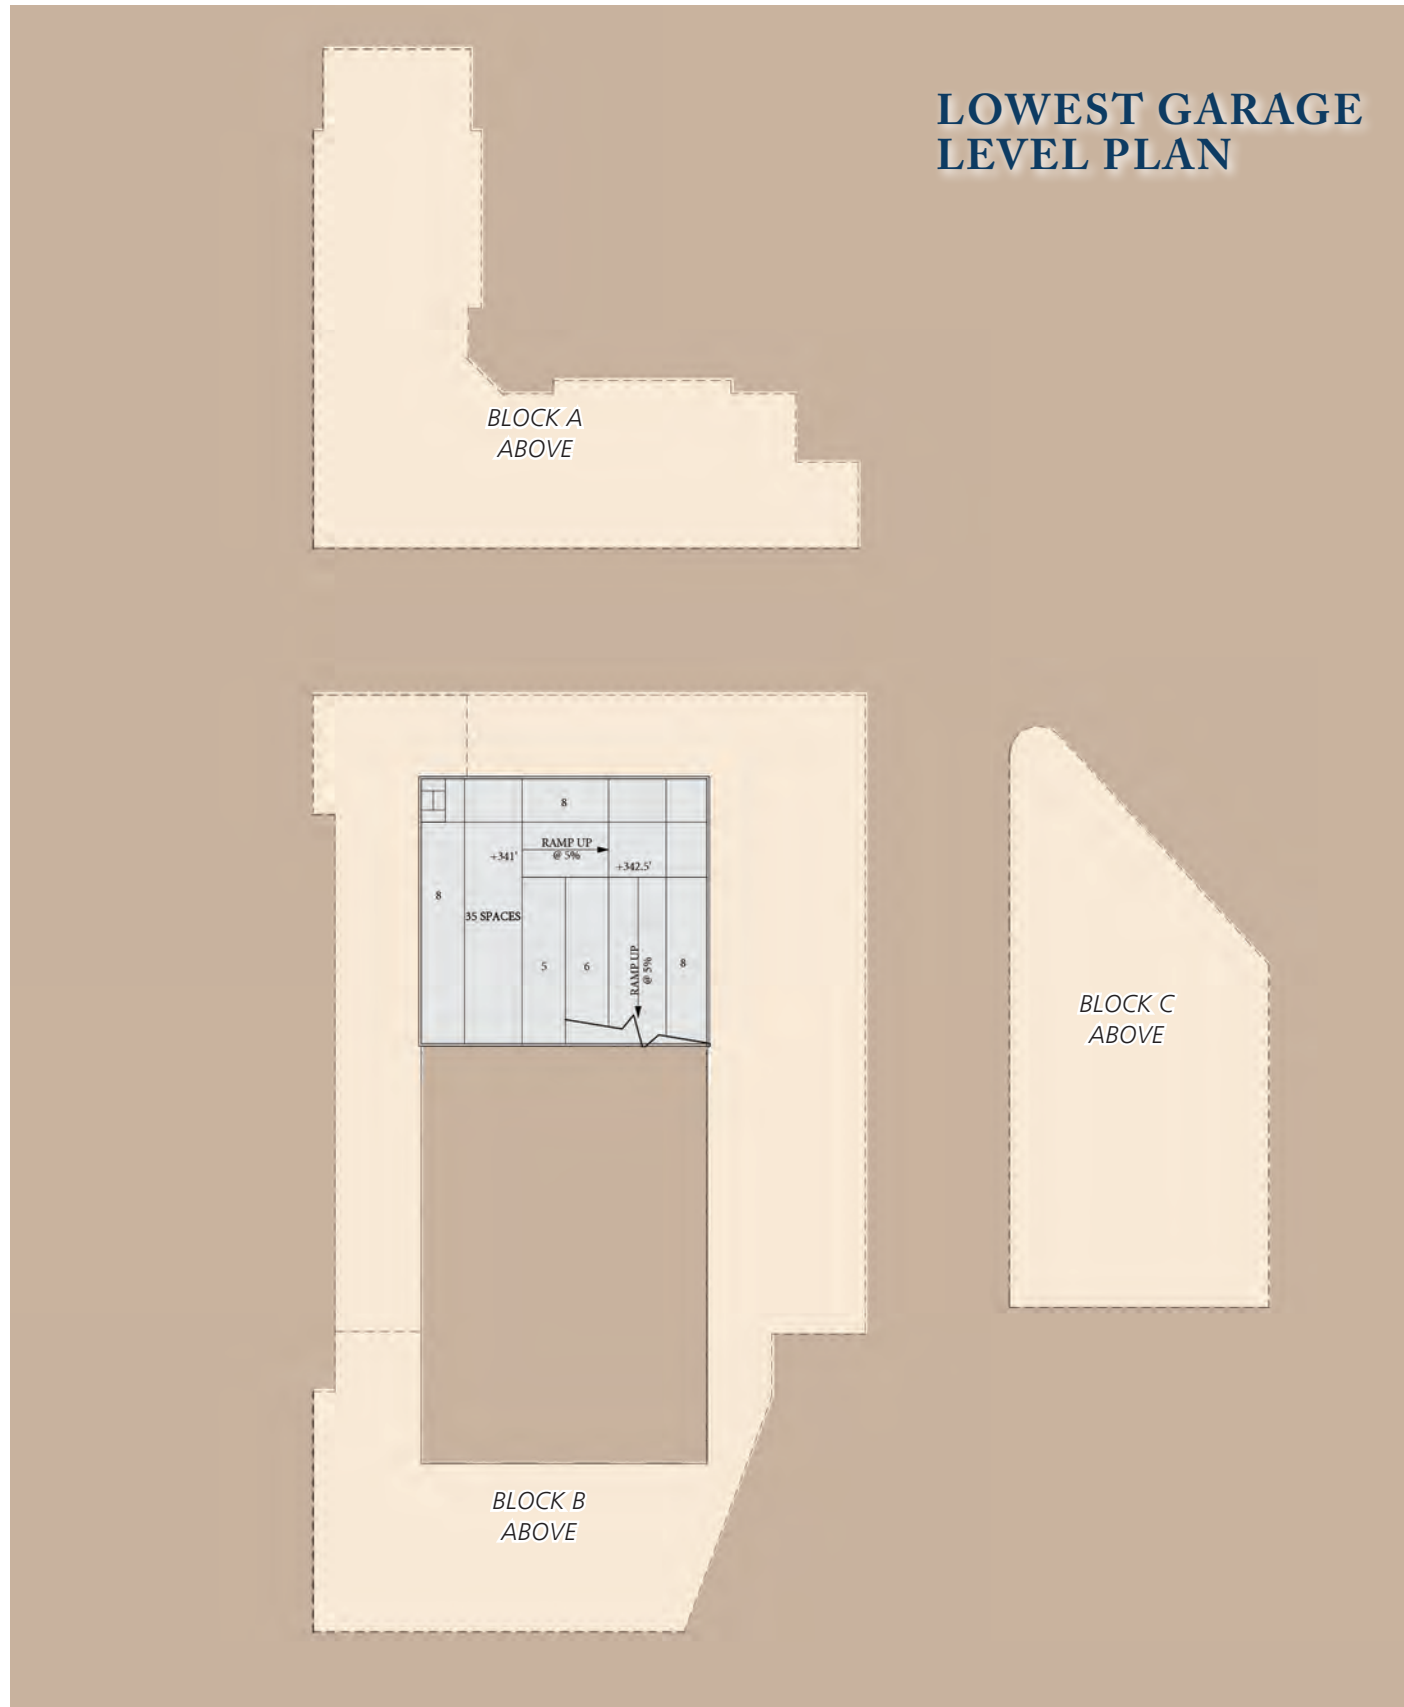 LOWEST GARAGE
LEVEL PLAN
BLOCK A
ABOVE
8
RAMP UP
@ 5%
+341'
+342.5'
8
35 SPACES
5
6
RAMP UP
@ 5%
8
BLOCK C
ABOVE
BLOCK B
ABOVE